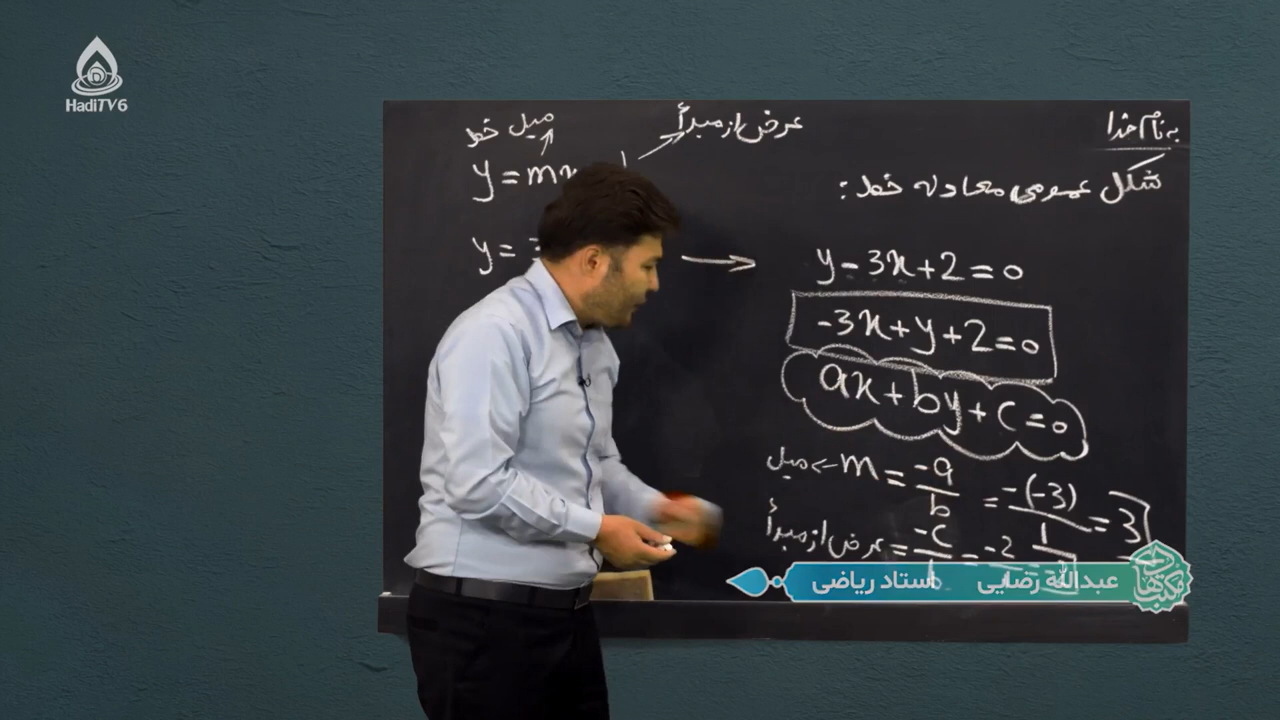 HadiTV6
به نام خدا
شکل عمومی معادله خط:
عرض از مبدأ
میل خط
y = mx
y =
y - 3x + 2 = 0
-3x + y + 2 = 0
ax + by + c = 0
میل ← m = -a/b = -(-3)/1 = 3
عرض از مبدأ = -c/b = -2
عبدالله رضایی استاد ریاضی